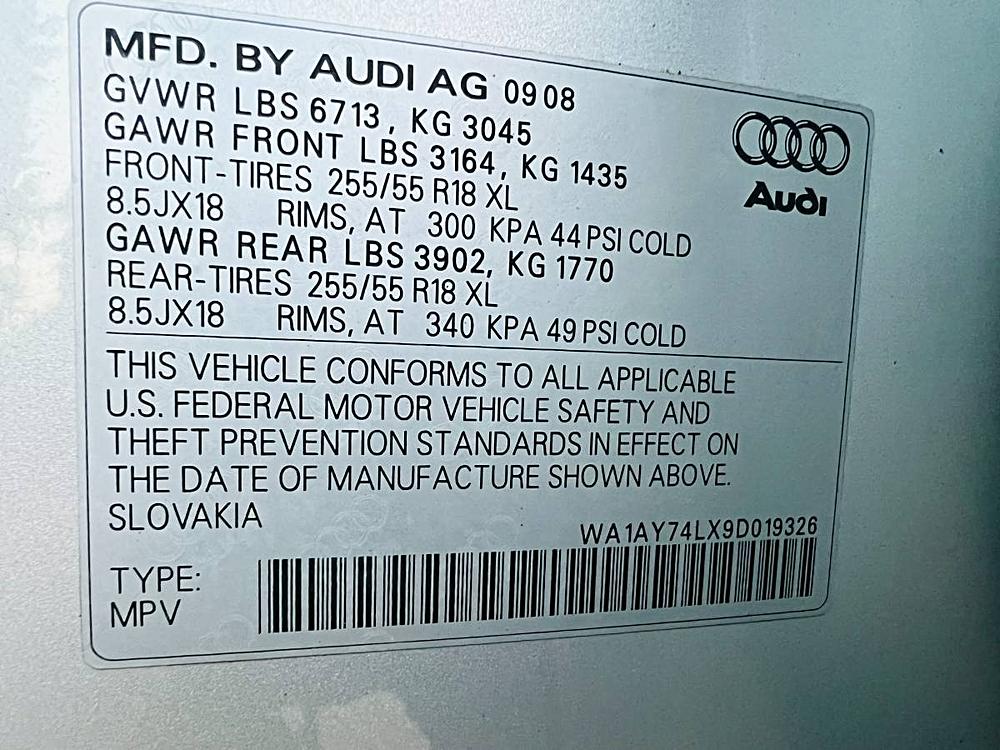 MFD. BY AUDI AG 09 08
GVWR LBS 6713, KG 3045
GAWR FRONT LBS 3164, KG 1435
FRONT-TIRES 255/55 R18 XL
8.5JX18 RIMS, AT 300 KPA 44 PSI COLD
GAWR REAR LBS 3902, KG 1770
REAR-TIRES 255/55 R18 XL
8.5JX18 RIMS, AT 340 KPA 49 PSI COLD
Audi
THIS VEHICLE CONFORMS TO ALL APPLICABLE
U.S. FEDERAL MOTOR VEHICLE SAFETY AND
THEFT PREVENTION STANDARDS IN EFFECT ON
THE DATE OF MANUFACTURE SHOWN ABOVE.
SLOVAKIA
WA1AY74LX9D019326
TYPE:
MPV